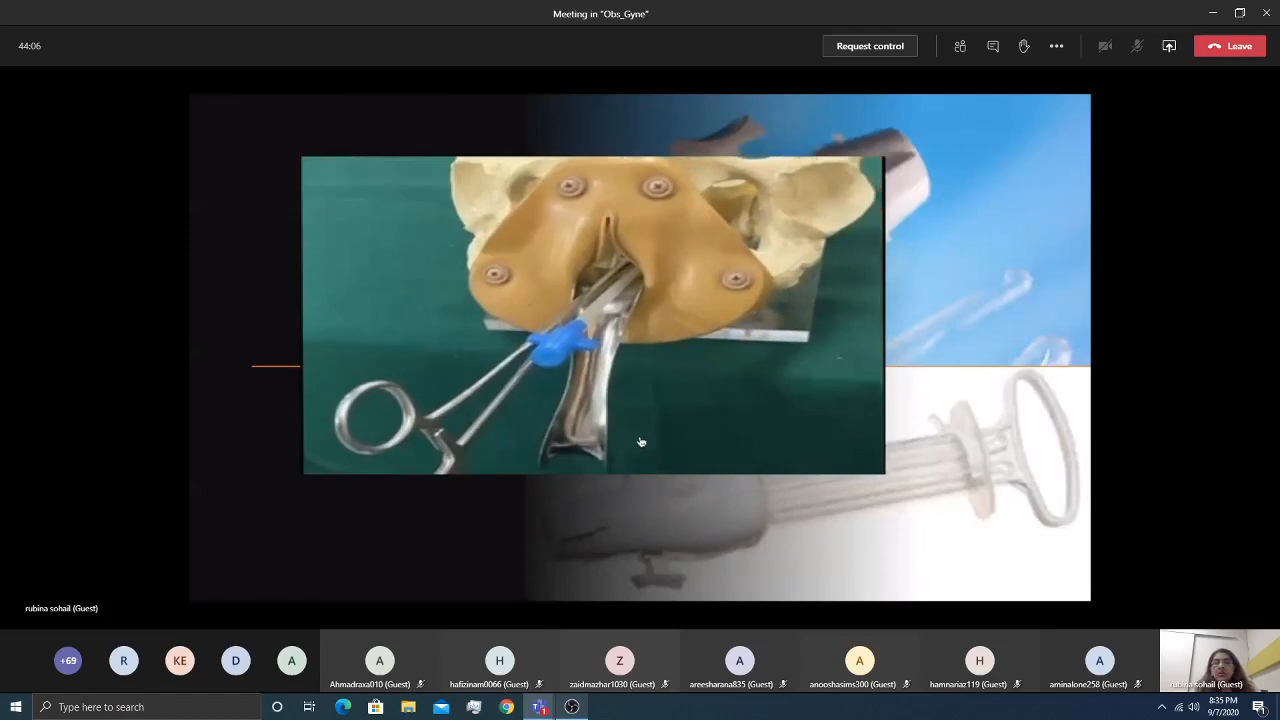 Meeting in "Obs_Gyne"
44:06
Request control
Leave
rubina sohail (Guest)
+69
R
KE
D
A
A
H
Z
A
A
H
A
Ahmadraxa010 (Guest)
hafizinam0066 (Guest)
zaidmazhar1030 (Guest)
areesharana835 (Guest)
anooshasims300 (Guest)
hamnariaz119 (Guest)
aminalone258 (Guest)
rubina sohail (Guest)
Type here to search
8:35 PM
9/7/2020